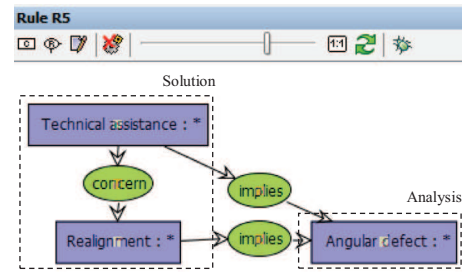 Rule R5
1:1
Solution
Technical assistance : *
concern
implies
Analysis
Realignment : *
implies
Angular defect : *